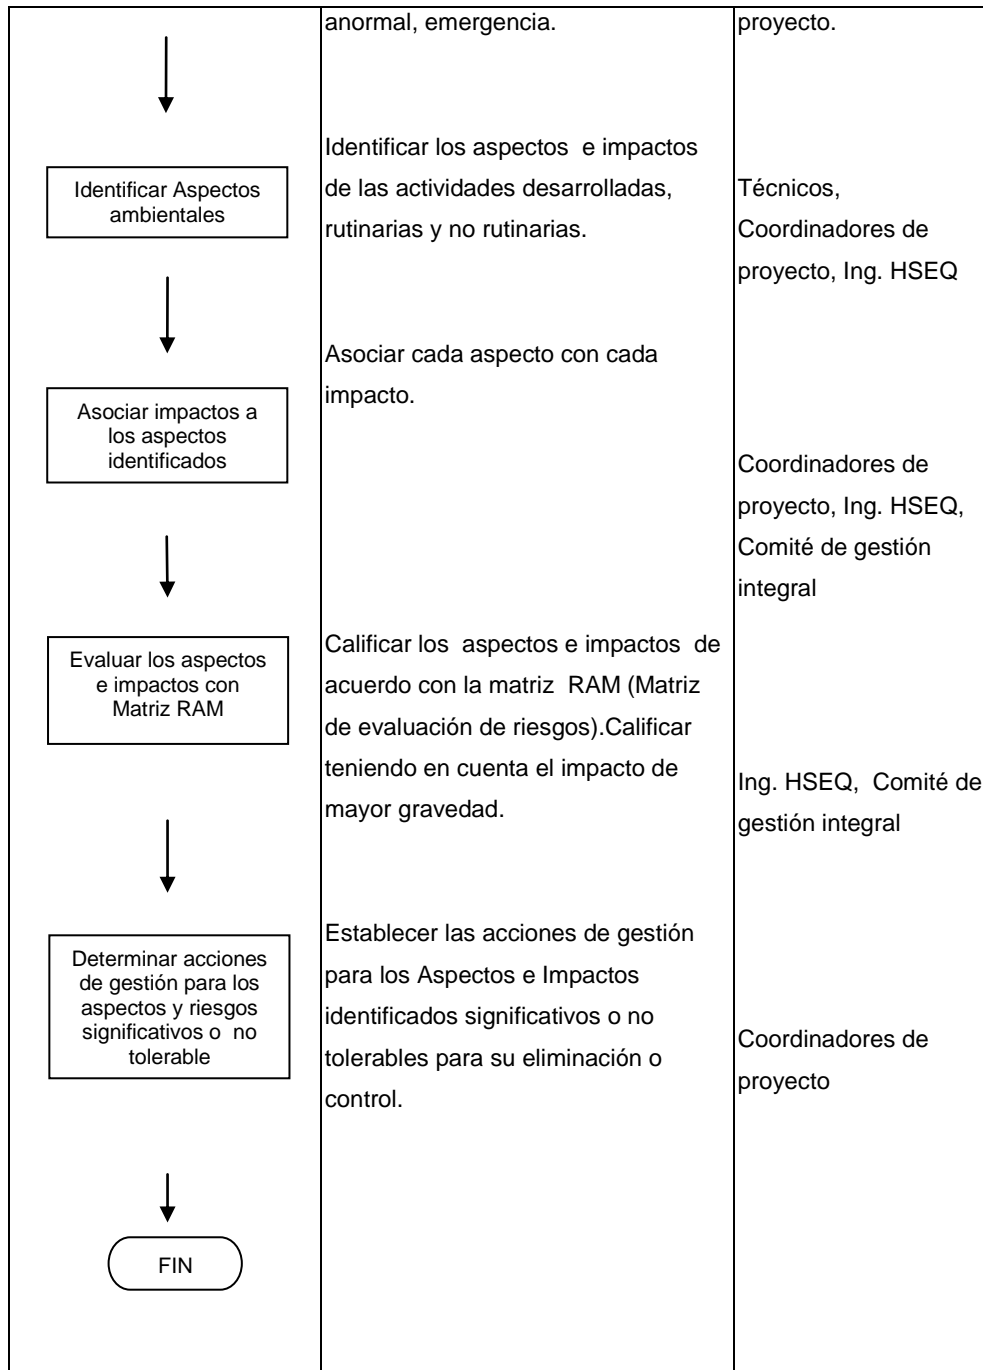 anormal, emergencia.
proyecto.
Identificar Aspectos
ambientales
Identificar los aspectos e impactos
de las actividades desarrolladas,
rutinarias y no rutinarias.
Técnicos,
Coordinadores de
proyecto, Ing. HSEQ
Asociar impactos a
los aspectos
identificados
Asociar cada aspecto con cada
impacto.
Coordinadores de
proyecto, Ing. HSEQ,
Comité de gestión
integral
Evaluar los aspectos
e impactos con
Matriz RAM
Calificar los aspectos e impactos de
acuerdo con la matriz RAM (Matriz
de evaluación de riesgos).Calificar
teniendo en cuenta el impacto de
mayor gravedad.
Ing. HSEQ, Comité de
gestión integral
Determinar acciones
de gestión para los
aspectos y riesgos
significativos o no
tolerable
Establecer las acciones de gestión
para los Aspectos e Impactos
identificados significativos o no
tolerables para su eliminación o
control.
Coordinadores de
proyecto
FIN